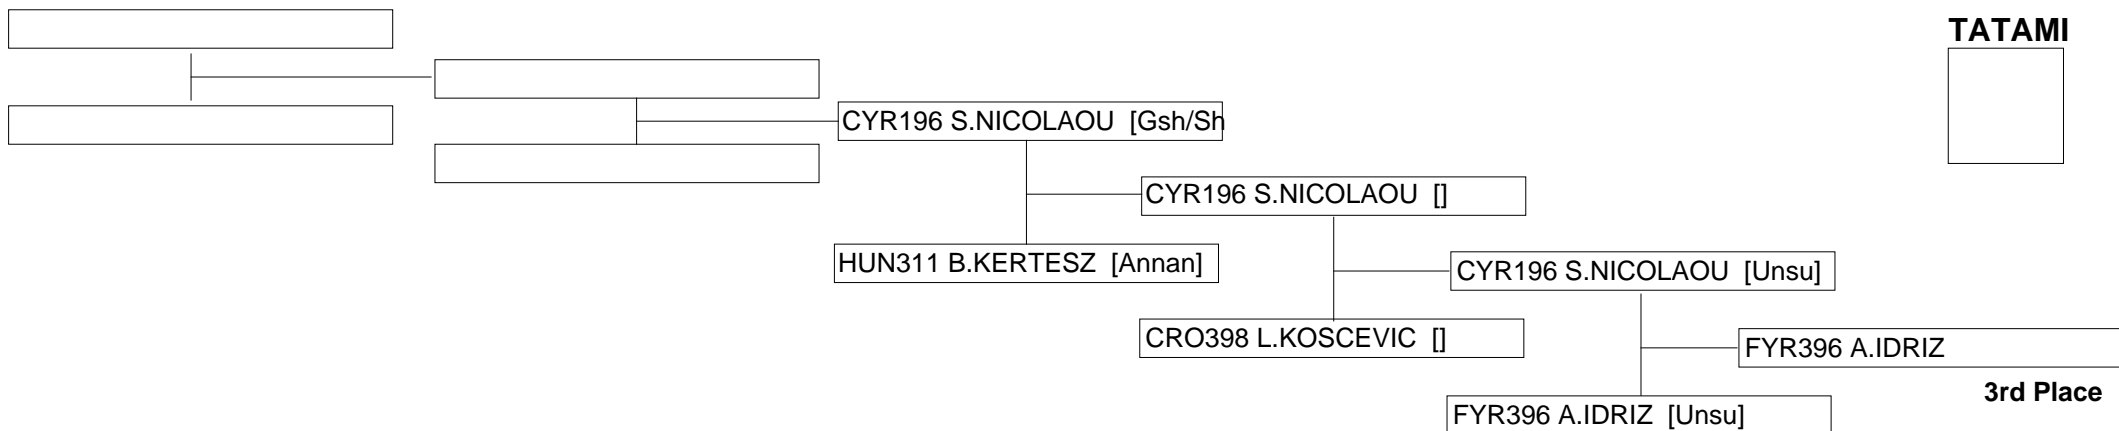 TATAMI
CYR196 S.NICOLAOU [Gsh/Sh
CYR196 S.NICOLAOU []
HUN311 B.KERTESZ [Annan]
CYR196 S.NICOLAOU [Unsu]
CRO398 L.KOSCEVIC []
FYR396 A.IDRIZ
3rd Place
FYR396 A.IDRIZ [Unsu]